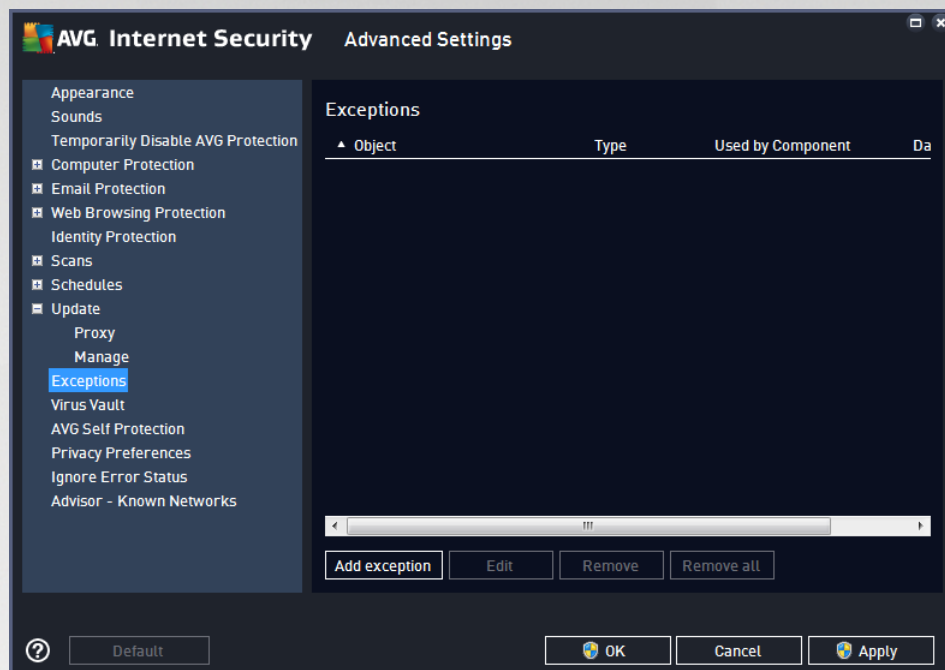 AVG Internet Security Advanced Settings
Appearance
Sounds
Temporarily Disable AVG Protection
Computer Protection
Email Protection
Web Browsing Protection
Identity Protection
Scans
Schedules
Update
Proxy
Manage
Exceptions
Virus Vault
AVG Self Protection
Privacy Preferences
Ignore Error Status
Advisor - Known Networks
Exceptions
Object Type Used by Component Da
Add exception Edit Remove Remove all
? Default OK Cancel Apply